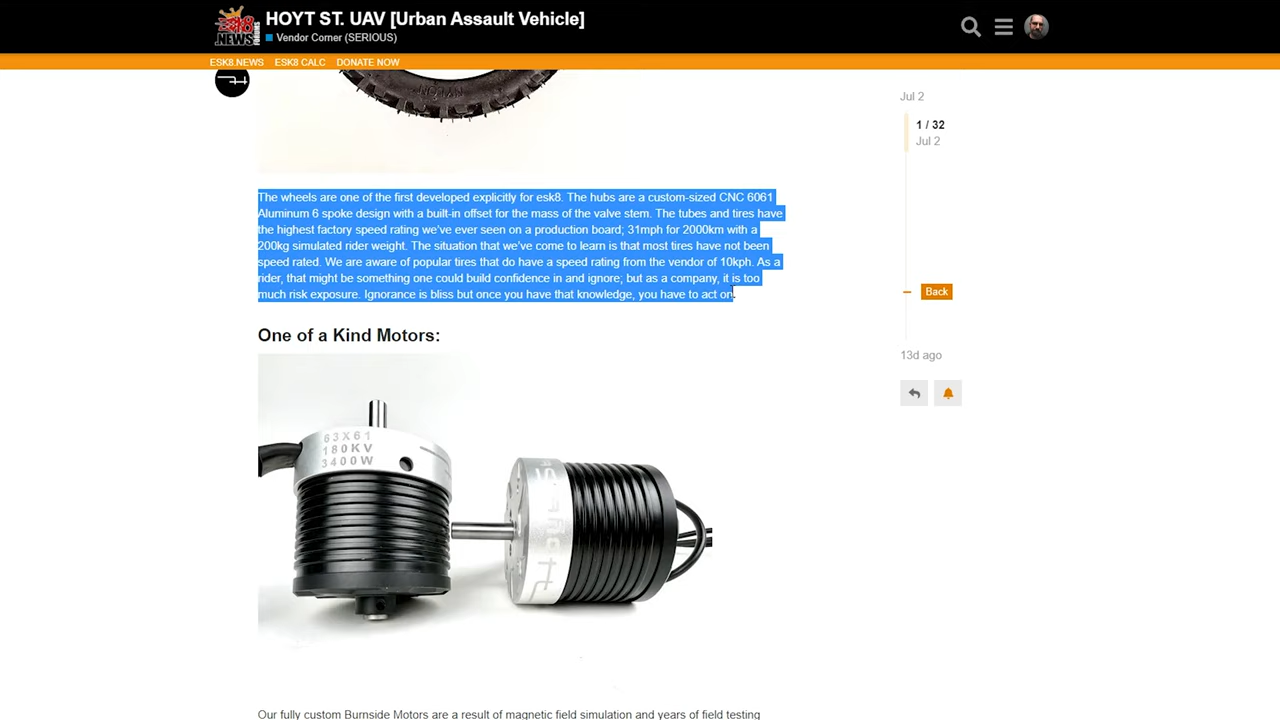 ESK8
.NEWS
FORUMS
HOYT ST. UAV [Urban Assault Vehicle]
Vendor Corner (SERIOUS)
ESK8.NEWS ESK8 CALC DONATE NOW
NYLON
Jul 2
1 / 32
Jul 2
The wheels are one of the first developed explicitly for esk8. The hubs are a custom-sized CNC 6061
Aluminum 6 spoke design with a built-in offset for the mass of the valve stem. The tubes and tires have
the highest factory speed rating we've ever seen on a production board; 31mph for 2000km with a
200kg simulated rider weight. The situation that we've come to learn is that most tires have not been
speed rated. We are aware of popular tires that do have a speed rating from the vendor of 10kph. As a
rider, that might be something one could build confidence in and ignore; but as a company, it is too
much risk exposure. Ignorance is bliss but once you have that knowledge, you have to act on.
Back
One of a Kind Motors:
13d ago
63X61
180KV
3400W
Our fully custom Burnside Motors are a result of magnetic field simulation and years of field testing